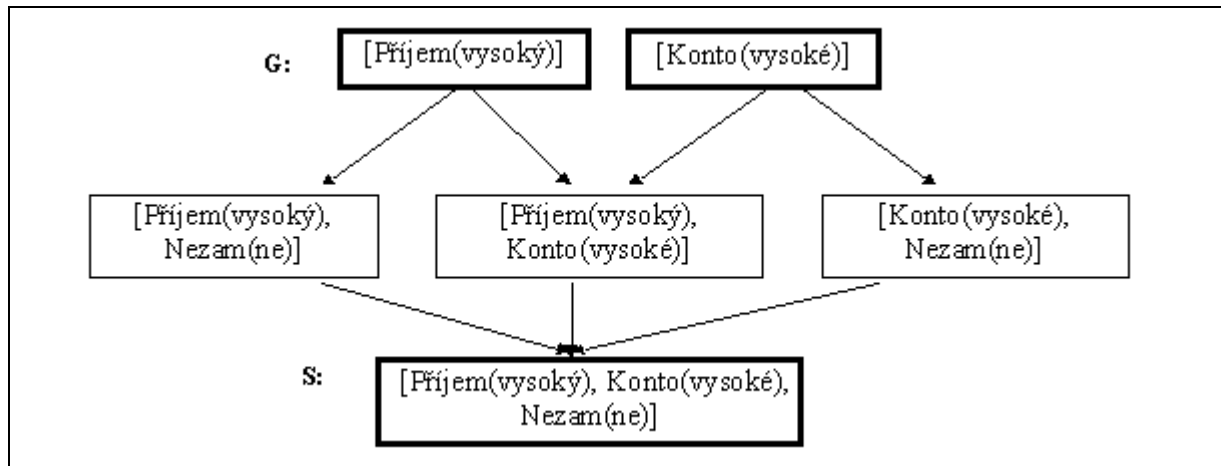 G:
[Příjem(vysoký)]
[Konto(vysoké)]
[Příjem(vysoký),
Nezam(ne)]
[Příjem(vysoký),
Konto(vysoké)]
[Konto(vysoké),
Nezam(ne)]
S:
[Příjem(vysoký), Konto(vysoké),
Nezam(ne)]